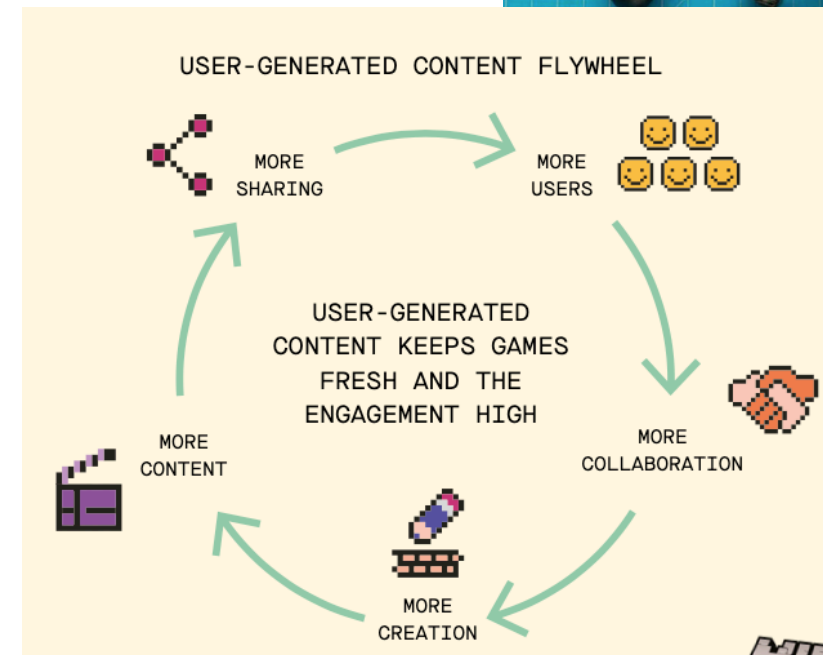 USER-GENERATED CONTENT FLYWHEEL
MORE
SHARING
MORE
USERS
USER-GENERATED
CONTENT KEEPS GAMES
FRESH AND THE
ENGAGEMENT HIGH
MORE
COLLABORATION
MORE
CONTENT
MORE
CREATION